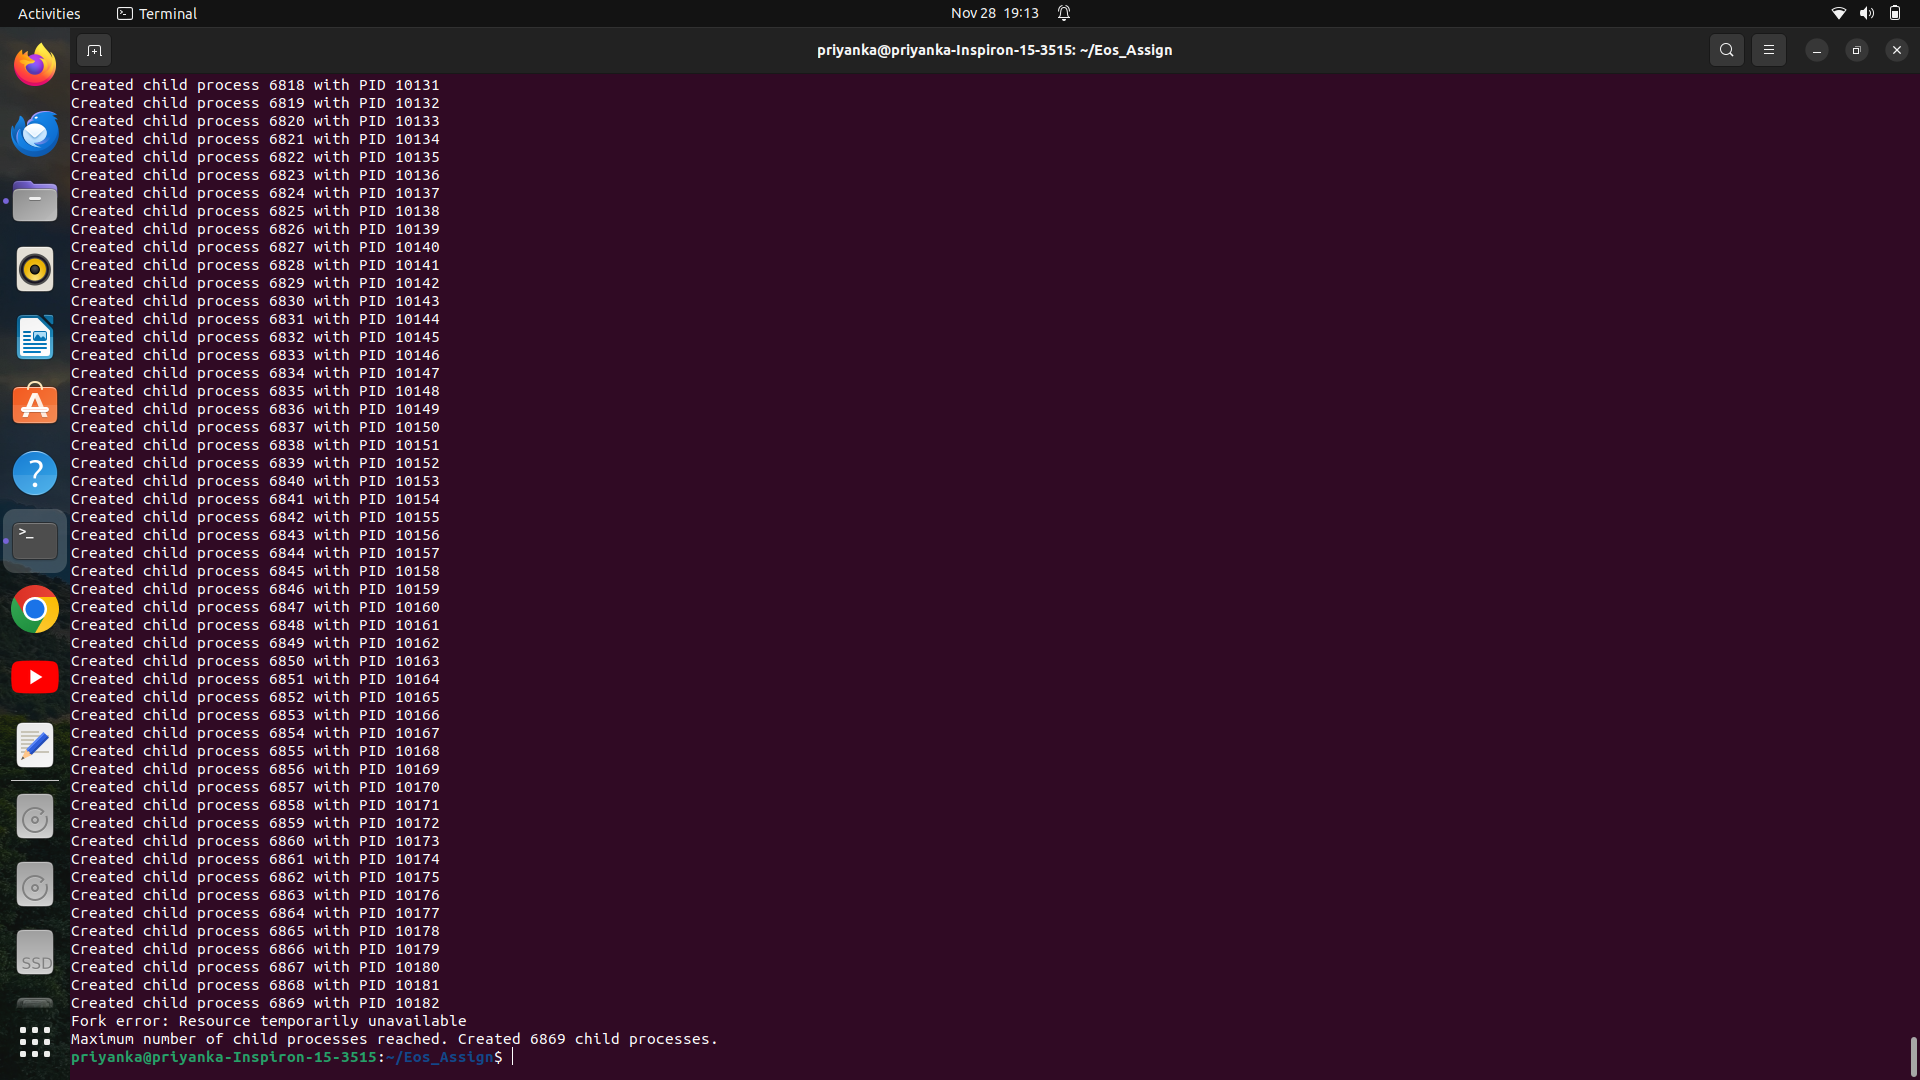 Activities Terminal Nov 28 19:13
priyanka@priyanka-Inspiron-15-3515: ~/Eos_Assign
Created child process 6818 with PID 10131
Created child process 6819 with PID 10132
Created child process 6820 with PID 10133
Created child process 6821 with PID 10134
Created child process 6822 with PID 10135
Created child process 6823 with PID 10136
Created child process 6824 with PID 10137
Created child process 6825 with PID 10138
Created child process 6826 with PID 10139
Created child process 6827 with PID 10140
Created child process 6828 with PID 10141
Created child process 6829 with PID 10142
Created child process 6830 with PID 10143
Created child process 6831 with PID 10144
Created child process 6832 with PID 10145
Created child process 6833 with PID 10146
Created child process 6834 with PID 10147
Created child process 6835 with PID 10148
Created child process 6836 with PID 10149
Created child process 6837 with PID 10150
Created child process 6838 with PID 10151
Created child process 6839 with PID 10152
Created child process 6840 with PID 10153
Created child process 6841 with PID 10154
Created child process 6842 with PID 10155
Created child process 6843 with PID 10156
Created child process 6844 with PID 10157
Created child process 6845 with PID 10158
Created child process 6846 with PID 10159
Created child process 6847 with PID 10160
Created child process 6848 with PID 10161
Created child process 6849 with PID 10162
Created child process 6850 with PID 10163
Created child process 6851 with PID 10164
Created child process 6852 with PID 10165
Created child process 6853 with PID 10166
Created child process 6854 with PID 10167
Created child process 6855 with PID 10168
Created child process 6856 with PID 10169
Created child process 6857 with PID 10170
Created child process 6858 with PID 10171
Created child process 6859 with PID 10172
Created child process 6860 with PID 10173
Created child process 6861 with PID 10174
Created child process 6862 with PID 10175
Created child process 6863 with PID 10176
Created child process 6864 with PID 10177
Created child process 6865 with PID 10178
Created child process 6866 with PID 10179
Created child process 6867 with PID 10180
Created child process 6868 with PID 10181
Created child process 6869 with PID 10182
Fork error: Resource temporarily unavailable
Maximum number of child processes reached. Created 6869 child processes.
priyanka@priyanka-Inspiron-15-3515:~/Eos_Assign$
SSD